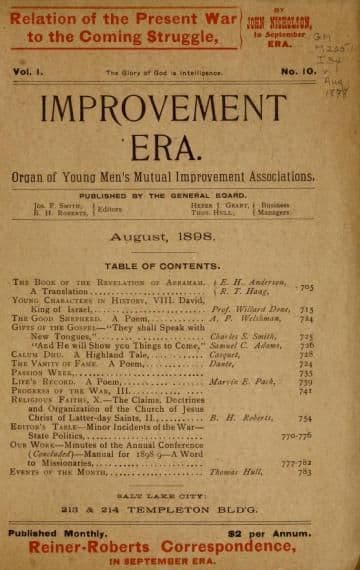 Relation of the Present War
to the Coming Struggle,
BY
JOHN NICHOLSON,
In September
ERA.
Vol. I.
The Glory of God is Intelligence.
No. 10.
IMPROVEMENT
ERA.
Organ of Young Men's Mutual Improvement Associations.
PUBLISHED BY THE GENERAL BOARD.
Jos. F. Smith, } Editors
B. H. Roberts,
Heber J. Grant, } Business
Thos. Hull, } Managers.
August, 1898.
TABLE OF CONTENTS.
The Book of the Revelation of Abraham. { E. H. Anderson,
A Translation.................... { R. T. Haag, - 705
Young Characters in History, VIII. David,
King of Israel,.................... Prof. Willard Done, 715
The Good Shepherd. A Poem,............ A. P. Welchman, 724
Gifts of the Gospel—"They shall Speak with
New Tongues,".................... Charles S. Smith, 725
"And He will Show you Things to Come," Samuel C. Adams, 726
Calum Dhu. A Highland Tale,............ Casquet, 728
The Vanity of Fame. A Poem,............ Dante, 724
Passion Week,.................... 735
Life's Record. A Poem,............ Marvin E. Pack, 739
Progress of the War, III.................... 741
Religious Faiths, X.—The Claims, Doctrines
and Organization of the Church of Jesus
Christ of Latter-day Saints, II.,............ B. H. Roberts, 754
Editor's Table—Minor Incidents of the War—
State Politics,.................... 770-776
Our Work—Minutes of the Annual Conference
(Concluded)—Manual for 1898-9—A Word
to Missionaries,.................... 777-782
Events of the Month,.................... Thomas Hull, 783
SALT LAKE CITY:
213 & 214 TEMPLETON BLD'G.
Published Monthly. $2 per Annum.
Reiner-Roberts Correspondence,
IN SEPTEMBER ERA.